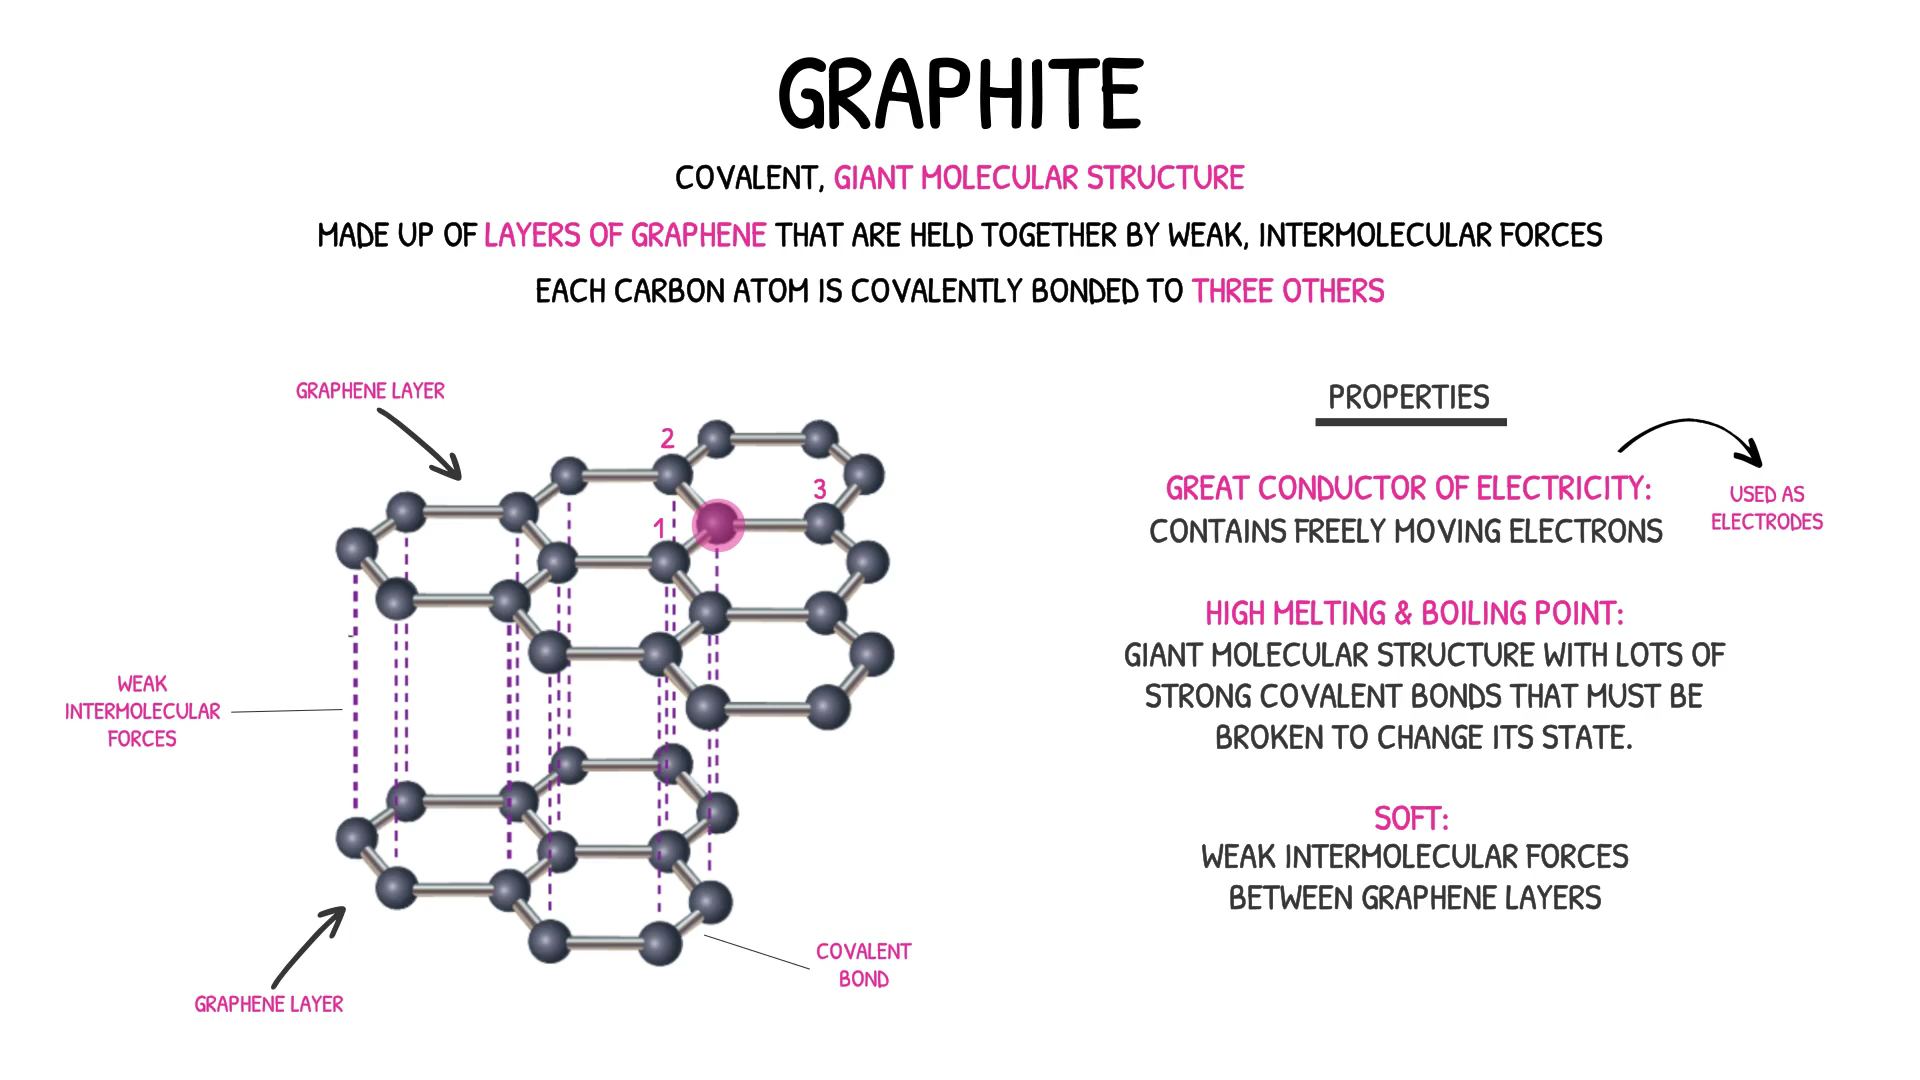 GRAPHITE
COVALENT, GIANT MOLECULAR STRUCTURE
MADE UP OF LAYERS OF GRAPHENE THAT ARE HELD TOGETHER BY WEAK, INTERMOLECULAR FORCES
EACH CARBON ATOM IS COVALENTLY BONDED TO THREE OTHERS
GRAPHENE LAYER
2
3
1
WEAK
INTERMOLECULAR
FORCES
COVALENT
BOND
GRAPHENE LAYER
PROPERTIES
GREAT CONDUCTOR OF ELECTRICITY:
CONTAINS FREELY MOVING ELECTRONS
USED AS
ELECTRODES
HIGH MELTING & BOILING POINT:
GIANT MOLECULAR STRUCTURE WITH LOTS OF
STRONG COVALENT BONDS THAT MUST BE
BROKEN TO CHANGE ITS STATE.
SOFT:
WEAK INTERMOLECULAR FORCES
BETWEEN GRAPHENE LAYERS